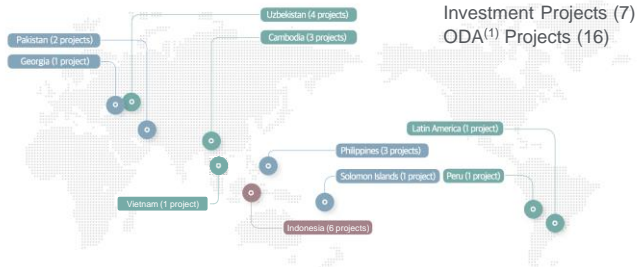 Investment Projects (7)
ODA(1) Projects (16)
Uzbekistan (4 projects)
Pakistan (2 projects)
Cambodia (3 projects)
Georgia (1 project)
Latin America (1 project)
Philippines (3 projects)
Solomon Islands (1 project)
Peru (1 project)
Vietnam (1 project)
Indonesia (6 projects)